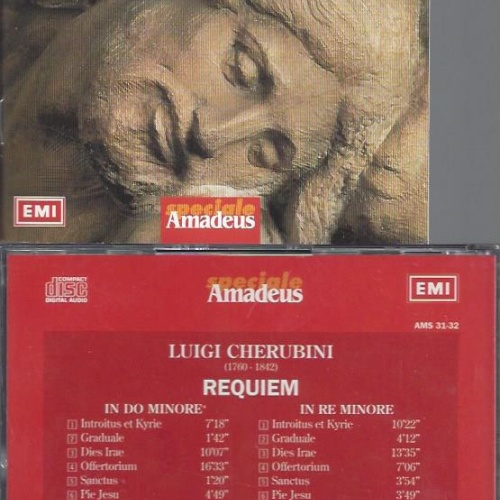 EMI
speciale
Amadeus
COMPACT
disc
DIGITAL AUDIO
speciale
Amadeus
EMI
AMS 31-32
LUIGI CHERUBINI
(1760 - 1842)
REQUIEM
IN DO MINORE*
1 Introitus et Kyrie 7'18"
2 Graduale 1'42"
3 Dies Irae 10'07"
4 Offertorium 16'33"
5 Sanctus 1'20"
6 Pie Jesu 4'49"
IN RE MINORE
1 Introitus et Kyrie 10'22"
2 Graduale 4'12"
3 Dies Irae 13'35"
4 Offertorium 7'06"
5 Sanctus 3'54"
6 Pie Jesu 4'49"